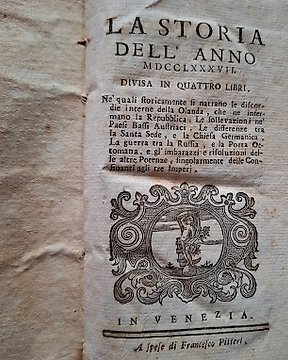 LA STORIA
DELL' ANNO
MDCCLXXXVII.
DIVISA IN QUATTRO LIBRI,
Ne' quali storicamente si narrano le discor-
die interne della Olanda, che ne infer-
mano la Repubblica, Le sollevazioni ne'
Paesi Bassi Austriaci, Le differenze tra
la Santa Sede, e la Chiesa Germanica,
La guerra tra la Russia, e la Porta Ot-
tomana, e gl' imbarazzi e risoluzioni del-
le altre Potenze, singolarmente delle Con-
finanti agli tre Imperj.
IN VENEZIA.
A spese di Francesco Pitteri.